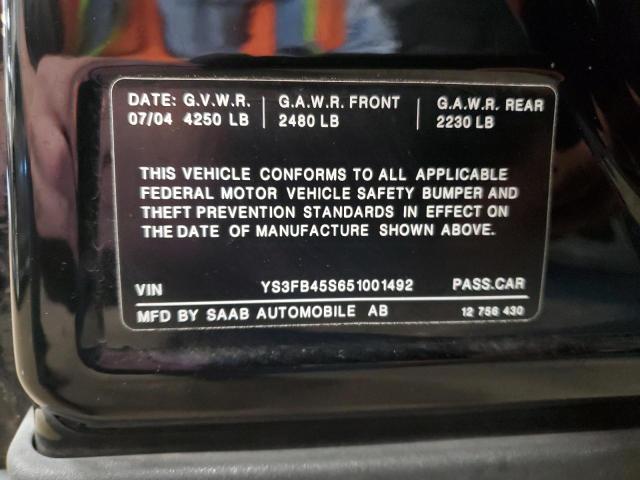 DATE: G.V.W.R. G.A.W.R. FRONT G.A.W.R. REAR
07/04 4250 LB 2480 LB 2230 LB
THIS VEHICLE CONFORMS TO ALL APPLICABLE
FEDERAL MOTOR VEHICLE SAFETY BUMPER AND
THEFT PREVENTION STANDARDS IN EFFECT ON
THE DATE OF MANUFACTURE SHOWN ABOVE.
VIN YS3FB45S651001492 PASS.CAR
MFD BY SAAB AUTOMOBILE AB 12 756 430